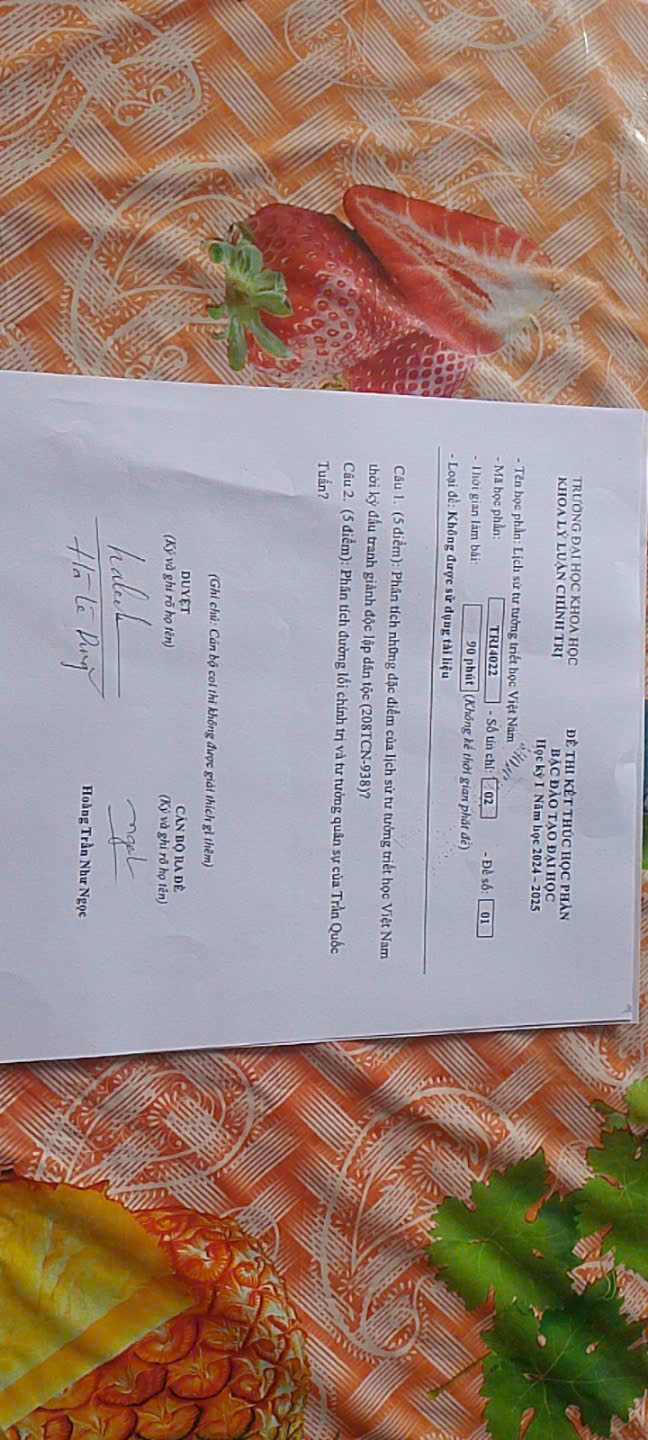 TRƯỜNG ĐẠI HỌC KHOA HỌC
KHOA LÝ LUẬN CHÍNH TRỊ
ĐỀ THI KẾT THÚC HỌC PHẦN
BẬC ĐÀO TẠO ĐẠI HỌC
Học kỳ I Năm học 2024 - 2025
- Tên học phần: Lịch sử tư tưởng triết học Việt Nam
- Mã học phần: TRI4022 - Số tín chỉ: 02 - Đề số: 01
- Thời gian làm bài: 90 phút (Không kể thời gian phát đề)
- Loại đề: Không được sử dụng tài liệu
Câu 1. (5 điểm): Phân tích những đặc điểm của lịch sử tư tưởng triết học Việt Nam
thời kỳ đấu tranh giành độc lập dân tộc (208TCN-938)?
Câu 2. (5 điểm): Phân tích đường lối chính trị và tư tưởng quân sự của Trần Quốc
Tuấn?
(Ghi chú: Cán bộ coi thi không được giải thích gì thêm)
DUYỆT
(Ký và ghi rõ họ tên)
CÁN BỘ RA ĐỀ
(Ký và ghi rõ họ tên)
Hoàng Trần Như Ngọc